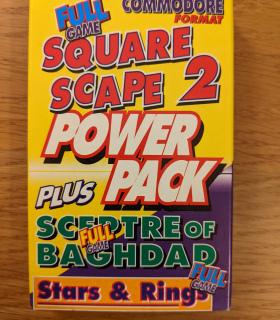 COMMODORE
FORMAT
FULL
GAME
SQUARE
SCAPE 2
POWER
PACK
PLUS
SCEPTRE OF
BAGHDAD
FULL
GAME
Stars & Rings
FULL
GAME